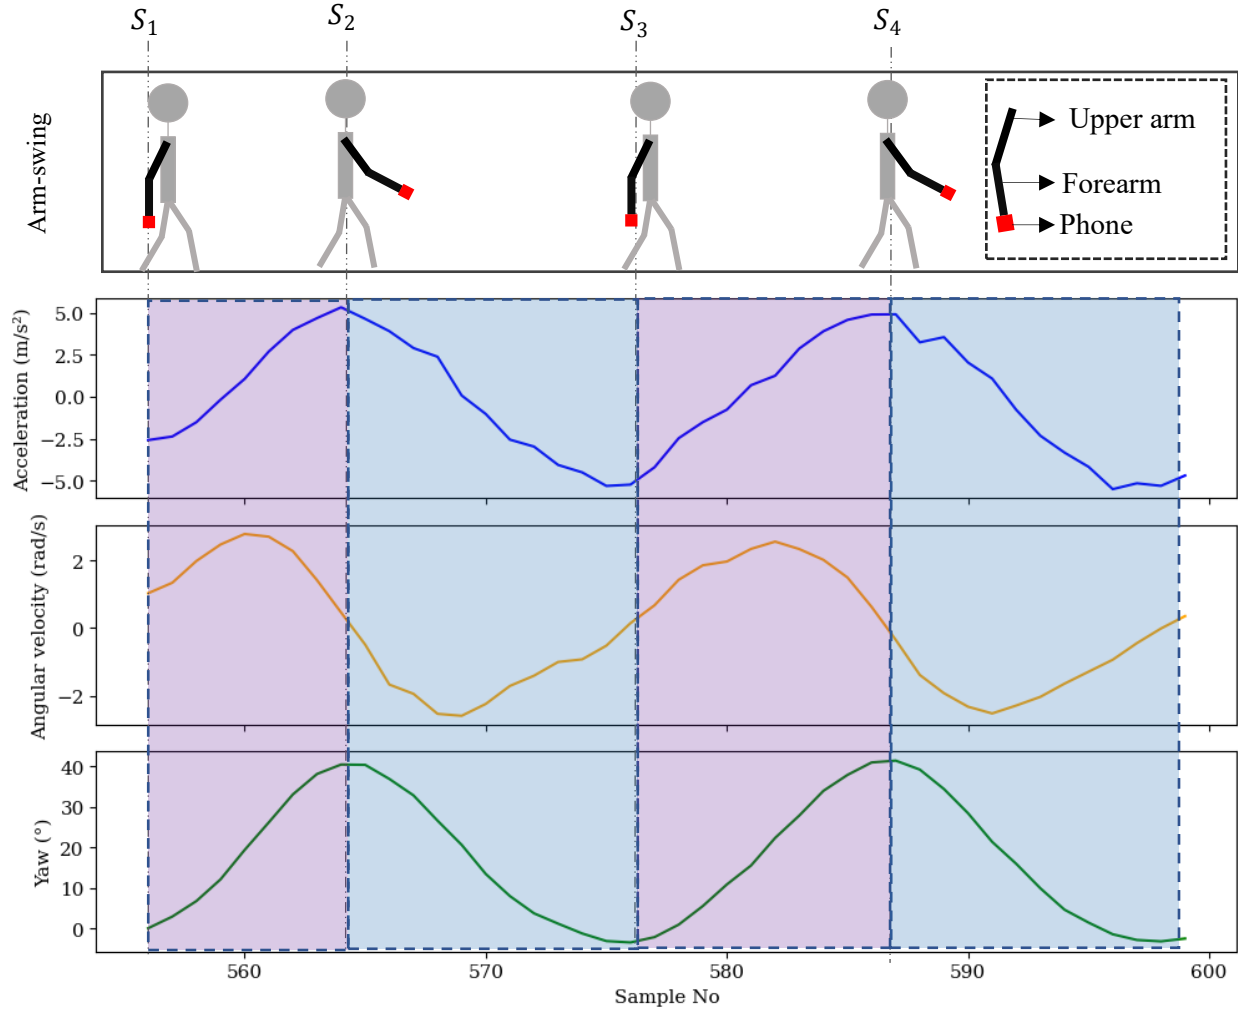 S₁ S₂ S₃ S₄
Arm-swing
Upper arm
Forearm
Phone
Acceleration (m/s²)
5.0
2.5
0.0
−2.5
−5.0
Angular velocity (rad/s)
2
0
−2
Yaw (°)
40
30
20
10
0
560 570 580 590 600
Sample No